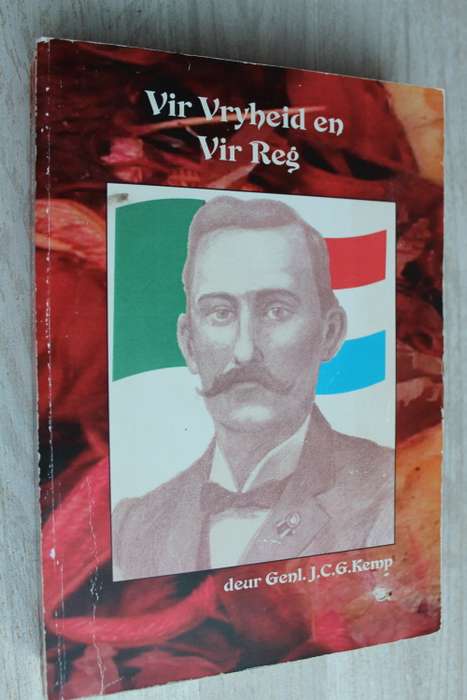 Vir Vryheid en
Vir Reg
deur Genl. J.C.G.Kemp